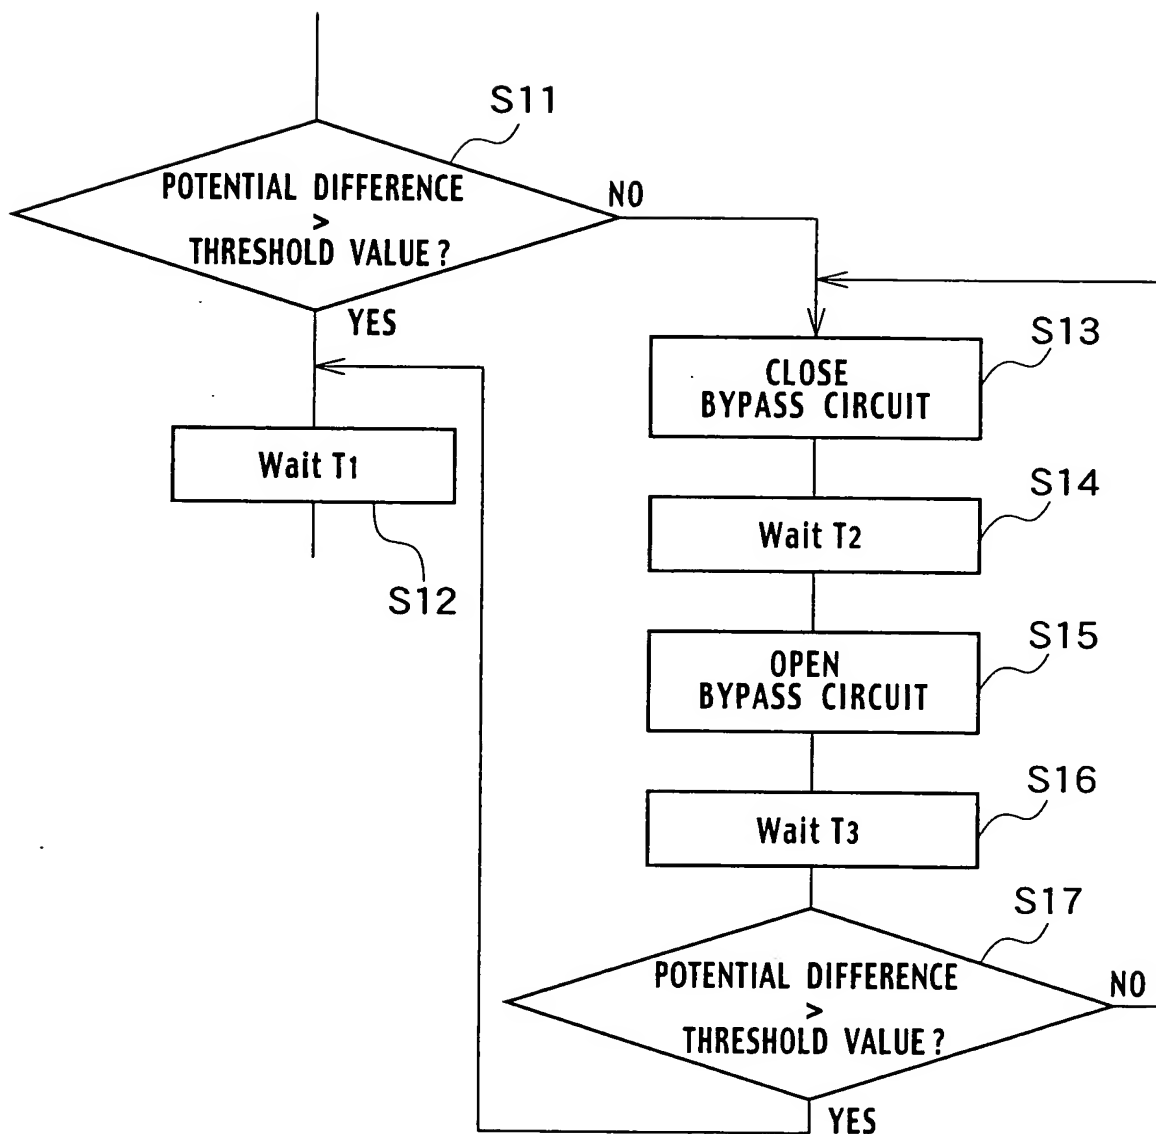 S11
POTENTIAL DIFFERENCE
>
THRESHOLD VALUE?
NO
YES
S13
CLOSE
BYPASS CIRCUIT
Wait T1
S12
S14
Wait T2
S15
OPEN
BYPASS CIRCUIT
S16
Wait T3
S17
POTENTIAL DIFFERENCE
>
THRESHOLD VALUE?
NO
YES